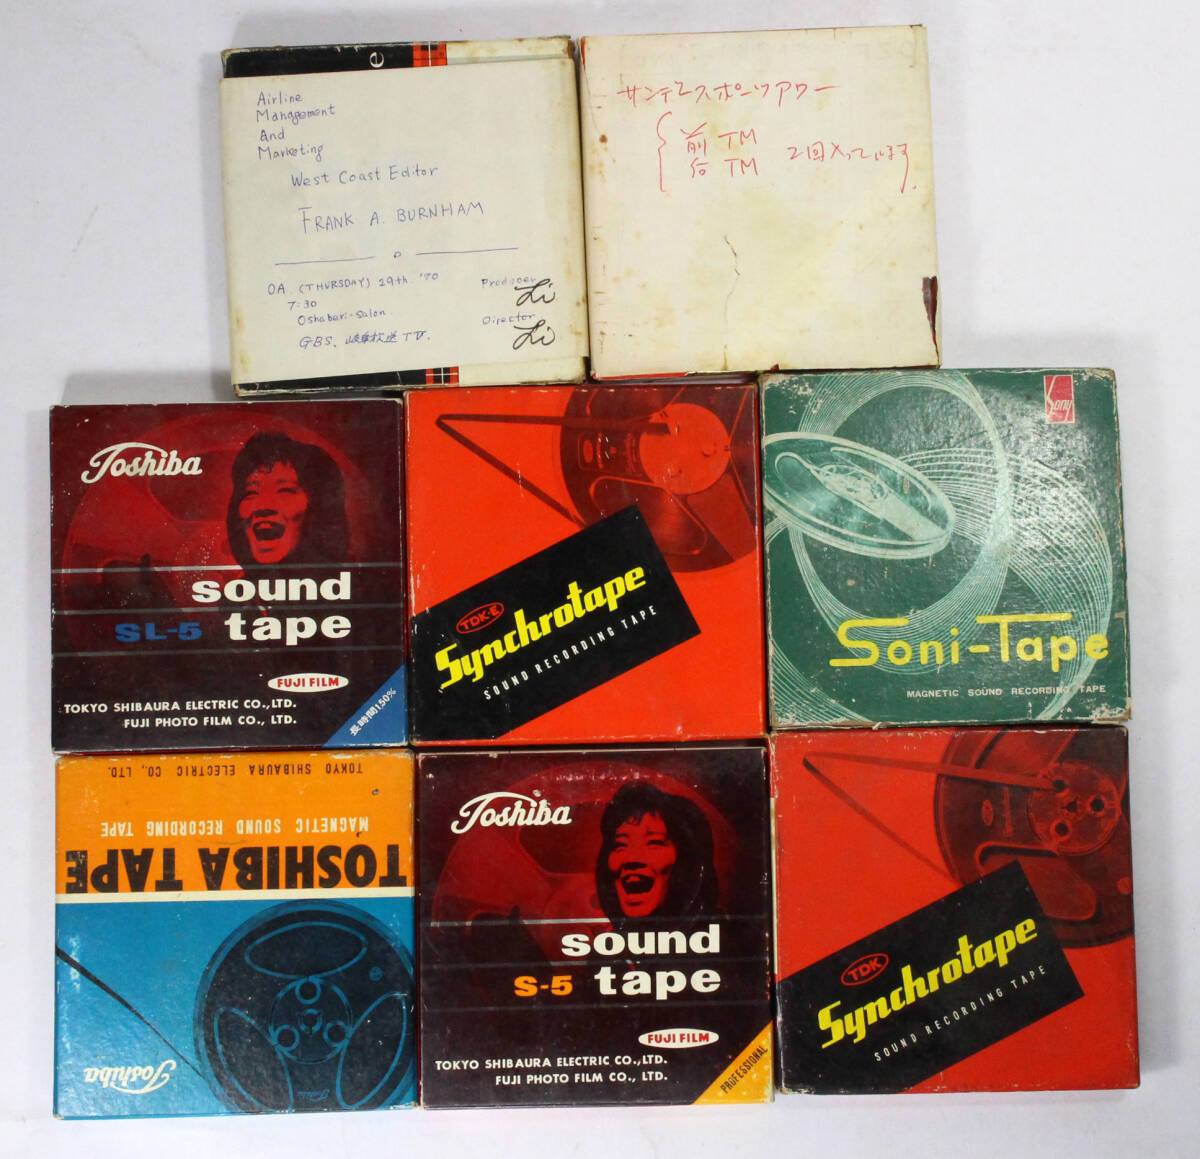 e
Airline
Management
And
Marketing
West Coast Editor
FRANK A. BURNHAM
OA. (THURSDAY) 29th. '70
7:30
Oshaberi-Salon.
GBS. 岐阜放送TV.
Producer
Director
サンデースポーツアワー
前 TM
后 TM
2回入っています
Toshiba
sound
SL-5 tape
FUJI FILM
TOKYO SHIBAURA ELECTRIC CO.,LTD.
FUJI PHOTO FILM CO., LTD.
長時間150%
TDK-E
Synchrotape
SOUND RECORDING TAPE
Sony
Soni-Tape
MAGNETIC SOUND RECORDING TAPE
TOKYO SHIBAURA ELECTRIC CO., LTD.
MAGNETIC SOUND RECORDING TAPE
TOSHIBA TAPE
Toshiba
Toshiba
sound
S-5 tape
FUJI FILM
TOKYO SHIBAURA ELECTRIC CO.,LTD.
FUJI PHOTO FILM CO., LTD.
PROFESSIONAL
TDK
Synchrotape
SOUND RECORDING TAPE